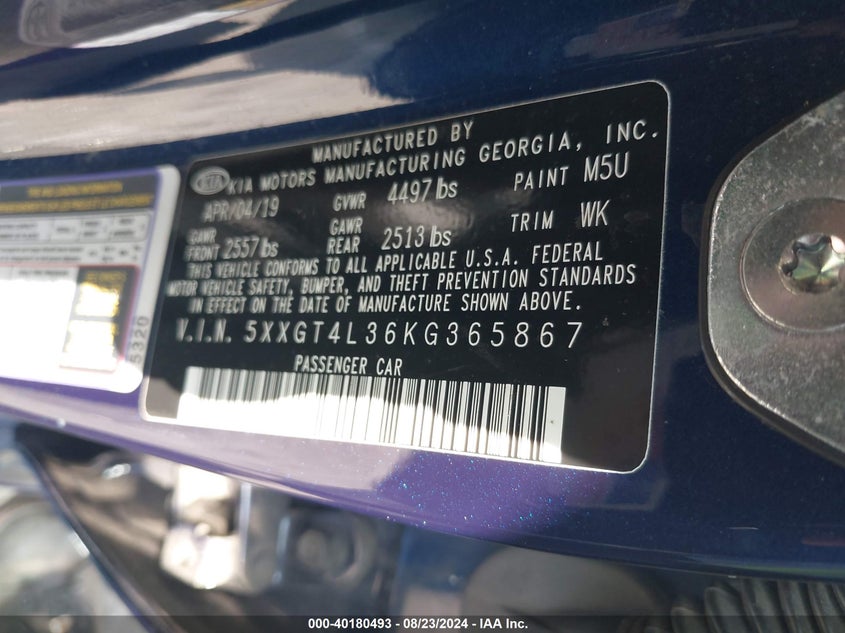 MANUFACTURED BY
KIA KIA MOTORS MANUFACTURING GEORGIA, INC.
APR/04/19 GVWR 4497 lbs PAINT M5U
GAWR FRONT 2557 lbs GAWR REAR 2513 lbs TRIM WK
THIS VEHICLE CONFORMS TO ALL APPLICABLE U.S.A. FEDERAL
MOTOR VEHICLE SAFETY, BUMPER, AND THEFT PREVENTION STANDARDS
IN EFFECT ON THE DATE OF MANUFACTURE SHOWN ABOVE.
V.I.N. 5XXGT4L36KG365867
PASSENGER CAR
5320
000-40180493 - 08/23/2024 - IAA Inc.